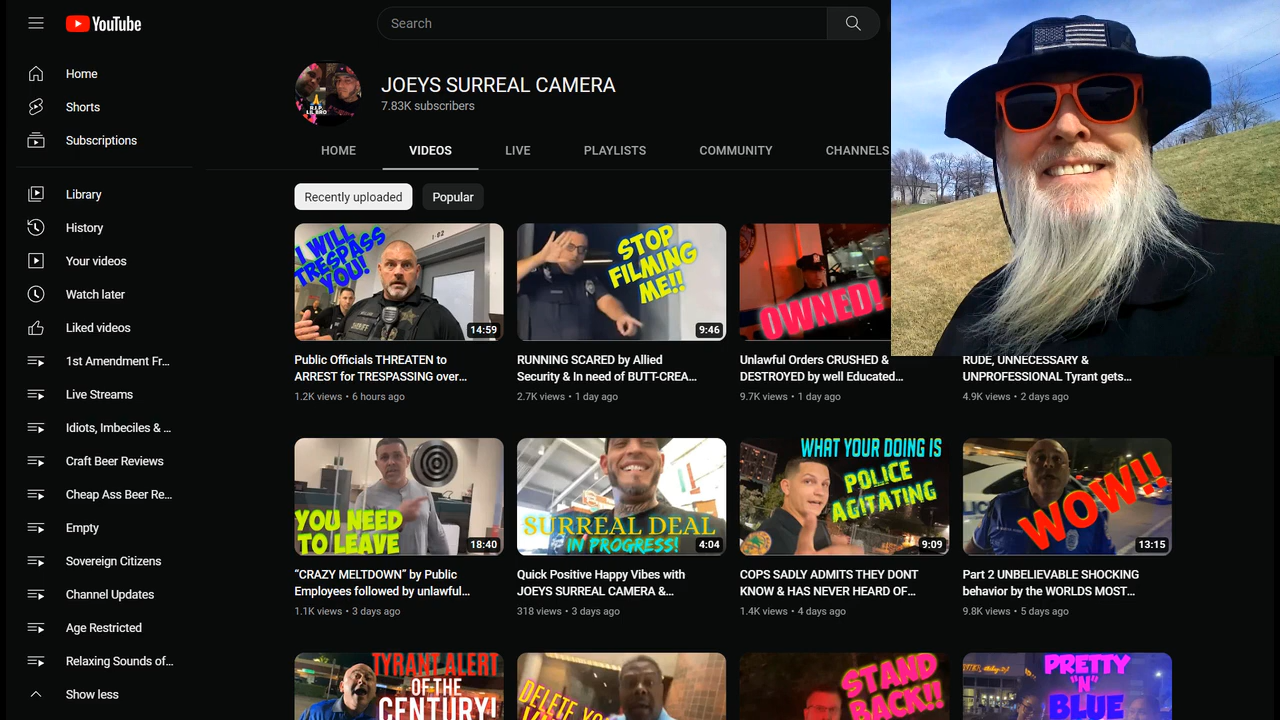 YouTube
Search
JOEYS SURREAL CAMERA
7.83K subscribers
R.I.P.
LIL BRO
HOME
VIDEOS
LIVE
PLAYLISTS
COMMUNITY
CHANNELS
Recently uploaded
Popular
Home
Shorts
Subscriptions
Library
History
Your videos
Watch later
Liked videos
1st Amendment Fr...
Live Streams
Idiots, Imbeciles & ...
Craft Beer Reviews
Cheap Ass Beer Re...
Empty
Sovereign Citizens
Channel Updates
Age Restricted
Relaxing Sounds of...
Show less
I WILL
TRESPASS
YOU!
1-02
SHERIFF
14:59
Public Officials THREATEN to
ARREST for TRESPASSING over...
1.2K views • 6 hours ago
STOP
FILMING
ME!!
9:46
RUNNING SCARED by Allied
Security & In need of BUTT-CREA...
2.7K views • 1 day ago
OWNED!
Unlawful Orders CRUSHED &
DESTROYED by well Educated...
9.7K views • 1 day ago
RUDE, UNNECESSARY &
UNPROFESSIONAL Tyrant gets...
4.9K views • 2 days ago
YOU NEED
TO LEAVE
18:40
“CRAZY MELTDOWN” by Public
Employees followed by unlawful...
1.1K views • 3 days ago
SURREAL DEAL
IN PROGRESS!
4:04
Quick Positive Happy Vibes with
JOEYS SURREAL CAMERA &...
318 views • 3 days ago
WHAT YOUR DOING IS
POLICE
AGITATING
9:09
COPS SADLY ADMITS THEY DONT
KNOW & HAS NEVER HEARD OF...
1.4K views • 4 days ago
WOW!!
13:15
Part 2 UNBELIEVABLE SHOCKING
behavior by the WORLDS MOST...
9.8K views • 5 days ago
TYRANT ALERT
OF THE
CENTURY!
STAND
BACK!!
PRETTY
"N"
BLUE